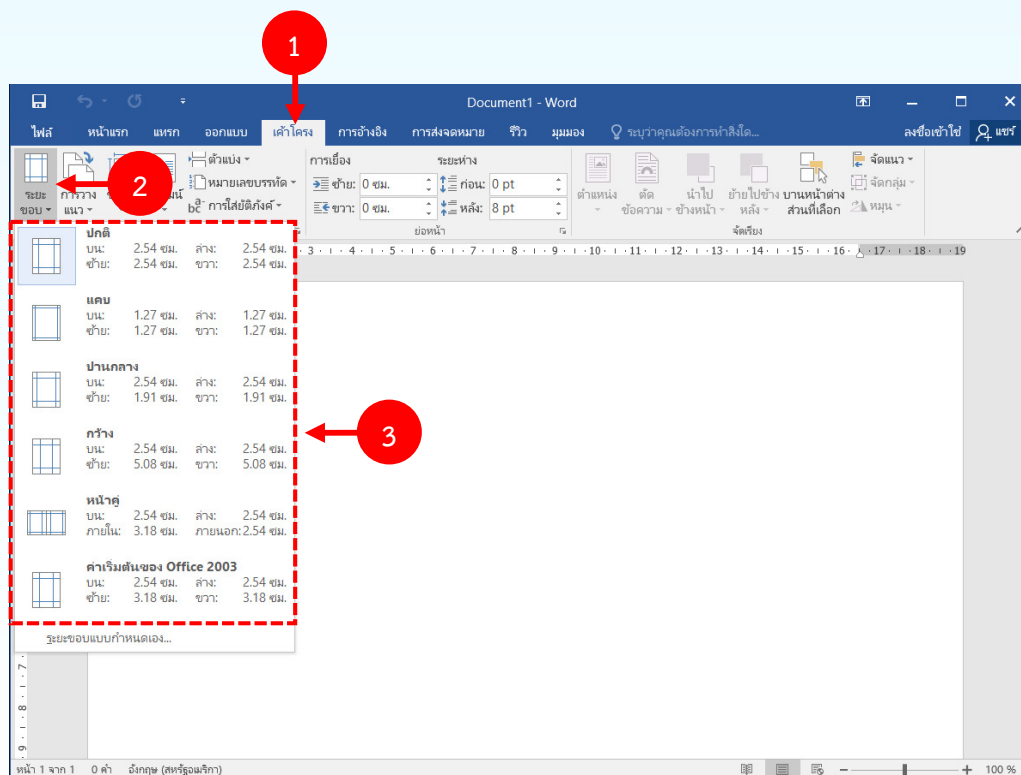 1
Document1 - Word
ไฟล์ หน้าแรก แทรก ออกแบบ เค้าโครง การอ้างอิง การส่งจดหมาย รีวิว มุมมอง ระบุว่าคุณต้องการทำสิ่งใด... ลงชื่อเข้าใช้ แชร์
ระยะ
ขอบ
การวาง
แนว
2
ตัวแบ่ง
หมายเลขบรรทัด
การใส่ยัติภังค์
การเยื้อง
ซ้าย: 0 ซม.
ขวา: 0 ซม.
ระยะห่าง
ก่อน: 0 pt
หลัง: 8 pt
ย่อหน้า
ตำแหน่ง
ตัด
ข้อความ
นำไป
ข้างหน้า
ย้ายไปข้าง
หลัง
บานหน้าต่าง
ส่วนที่เลือก
จัดแนว
จัดกลุ่ม
หมุน
จัดเรียง
3 4 5 6 7 8 9 10 11 12 13 14 15 16 17 18 19
ปกติ
บน: 2.54 ซม. ล่าง: 2.54 ซม.
ซ้าย: 2.54 ซม. ขวา: 2.54 ซม.
แคบ
บน: 1.27 ซม. ล่าง: 1.27 ซม.
ซ้าย: 1.27 ซม. ขวา: 1.27 ซม.
ปานกลาง
บน: 2.54 ซม. ล่าง: 2.54 ซม.
ซ้าย: 1.91 ซม. ขวา: 1.91 ซม.
3
กว้าง
บน: 2.54 ซม. ล่าง: 2.54 ซม.
ซ้าย: 5.08 ซม. ขวา: 5.08 ซม.
หน้าคู่
บน: 2.54 ซม. ล่าง: 2.54 ซม.
ภายใน: 3.18 ซม. ภายนอก: 2.54 ซม.
ค่าเริ่มต้นของ Office 2003
บน: 2.54 ซม. ล่าง: 2.54 ซม.
ซ้าย: 3.18 ซม. ขวา: 3.18 ซม.
ระยะขอบแบบกำหนดเอง...
7
8
9
หน้า 1 จาก 1 0 คำ อังกฤษ (สหรัฐอเมริกา) 100 %